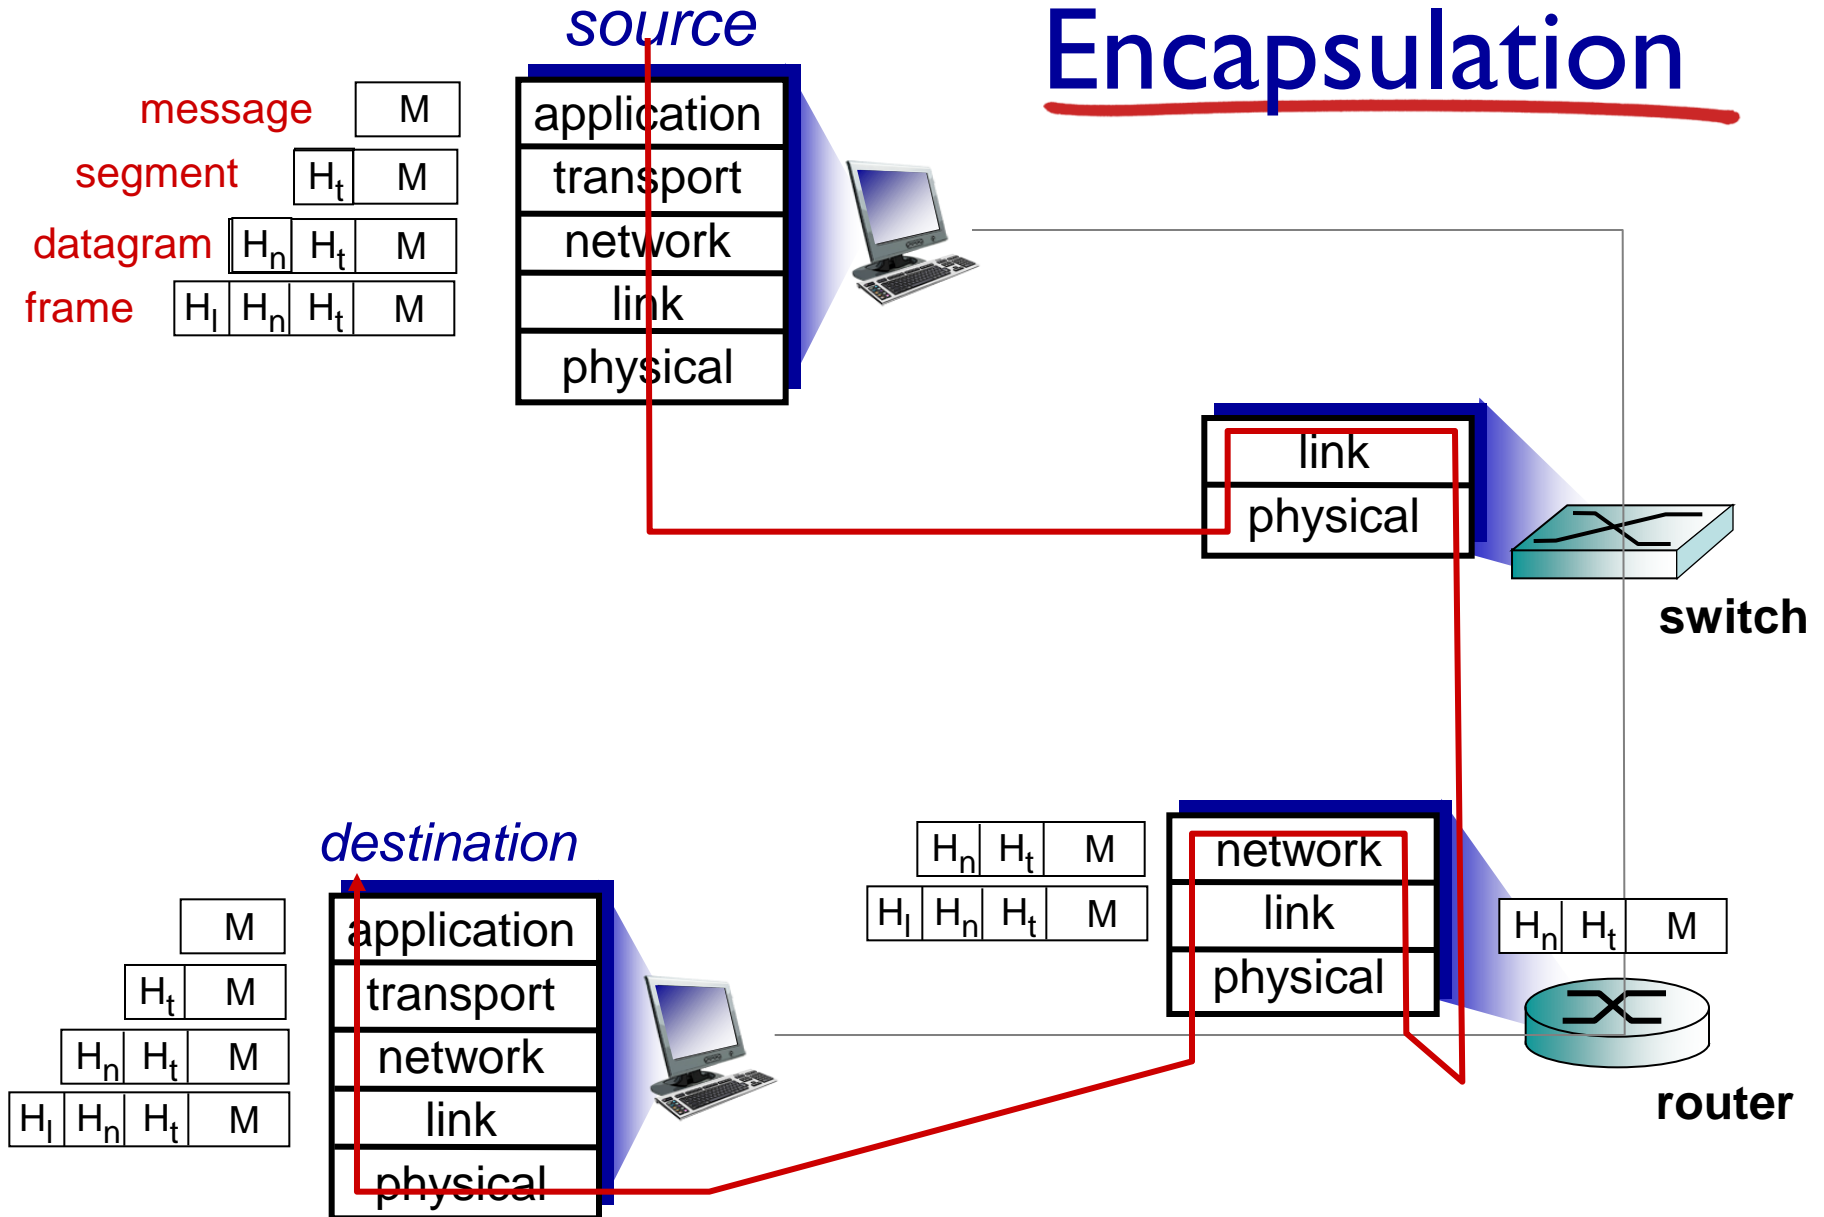 source
Encapsulation
message M
segment Ht M
datagram Hn Ht M
frame Hl Hn Ht M
application
transport
network
link
physical
link
physical
switch
destination
M
Ht M
Hn Ht M
Hl Hn Ht M
application
transport
network
link
physical
Hn Ht M
Hl Hn Ht M
network
link
physical
Hn Ht M
router